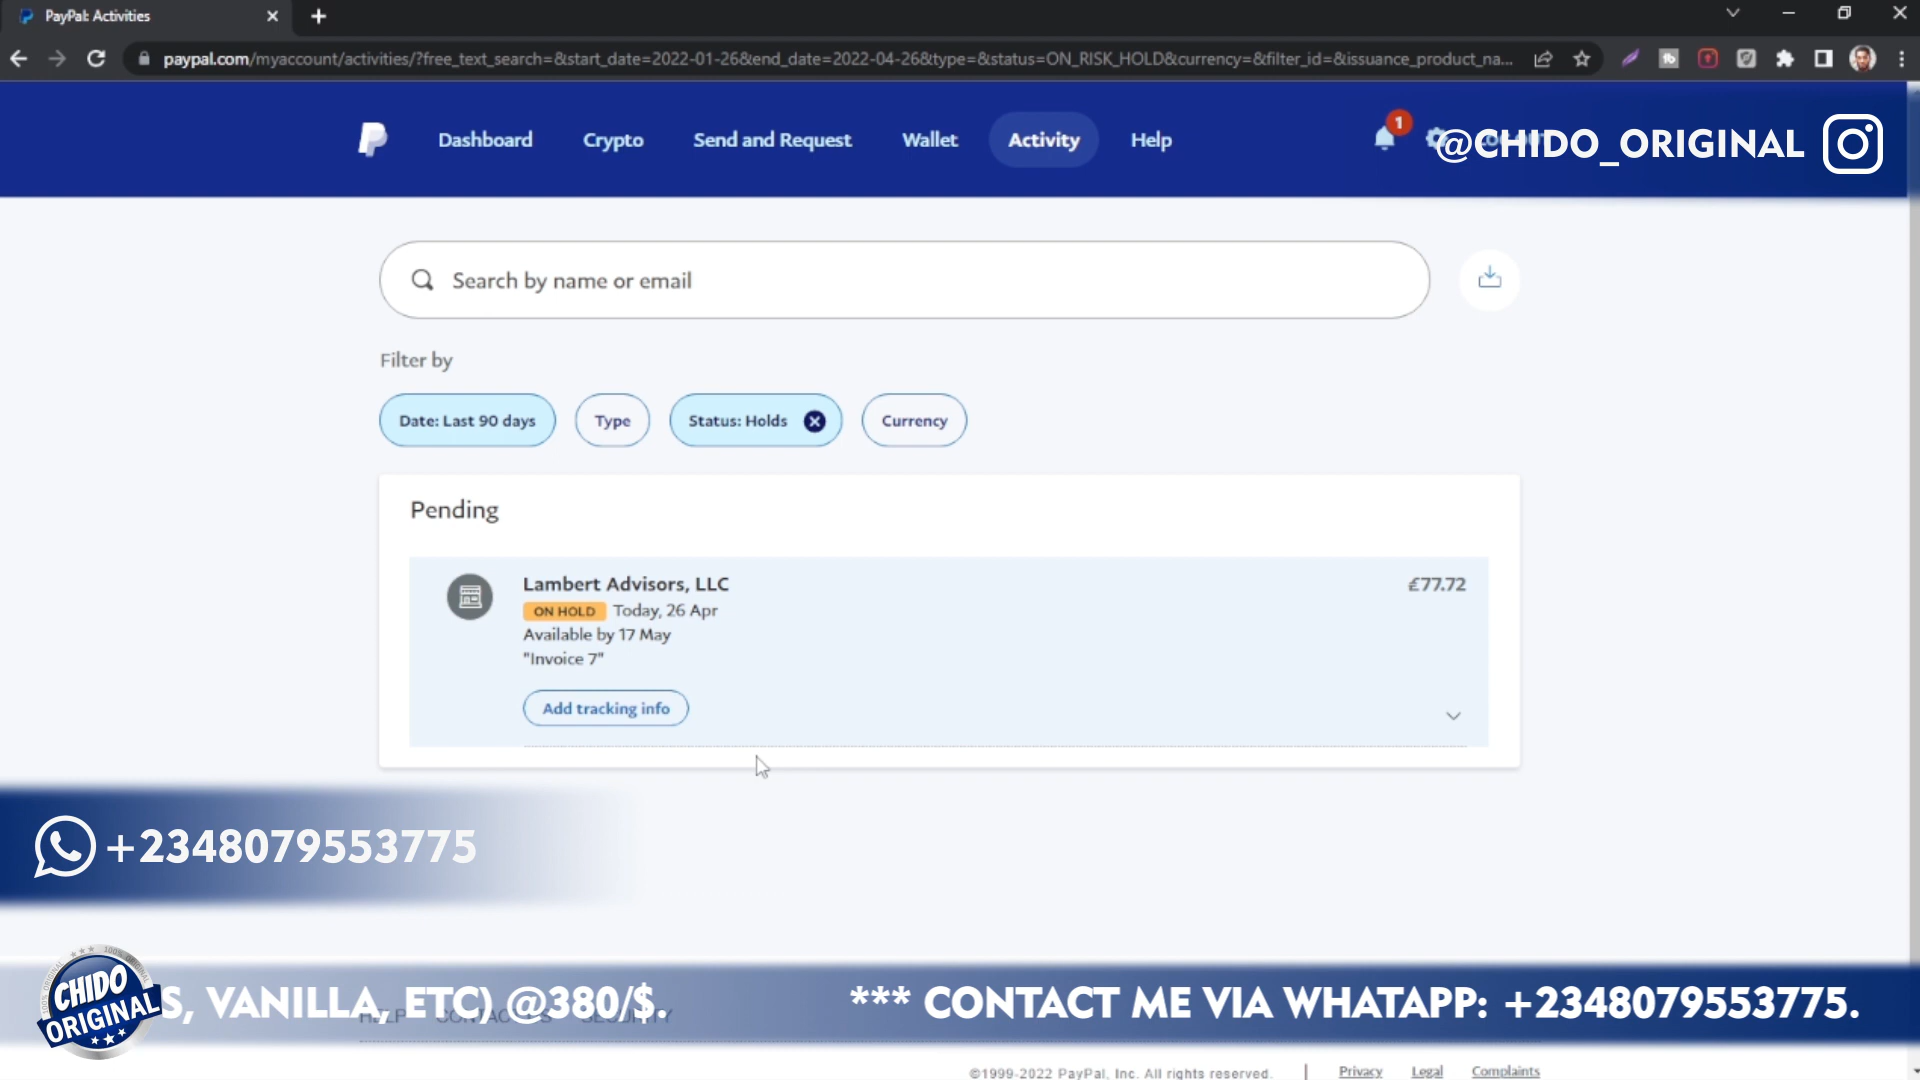 PayPal: Activities
paypal.com/myaccount/activities/?free_text_search=&start_date=2022-01-26&end_date=2022-04-26&type=&status=ON_RISK_HOLD&currency=&filter_id=&issuance_product_na...
Dashboard
Crypto
Send and Request
Wallet
Activity
Help
1
@CHIDO_ORIGINAL
Search by name or email
Filter by
Date: Last 90 days
Type
Status: Holds
Currency
Pending
Lambert Advisors, LLC
£77.72
ON HOLD Today, 26 Apr
Available by 17 May
"Invoice 7"
Add tracking info
+2348079553775
CHIDO
ORIGINAL
S, VANILLA, ETC) @380/$.
*** CONTACT ME VIA WHATAPP: +2348079553775.
HELP
SECURITY
©1999-2022 PayPal, Inc. All rights reserved.
|
Privacy
Legal
Complaints